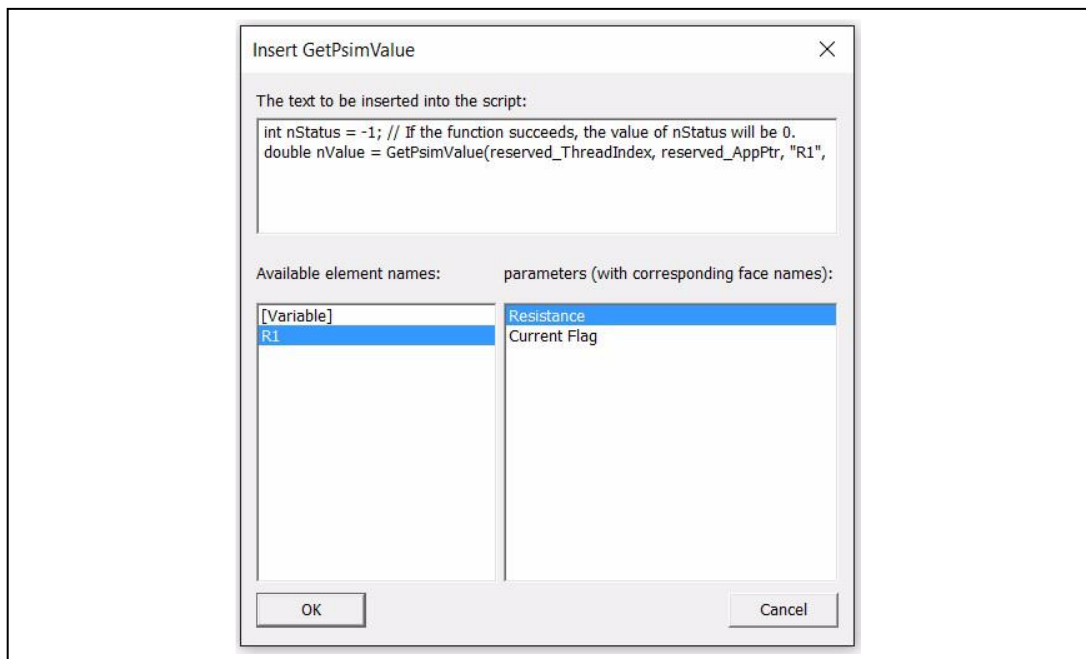 Insert GetPsimValue
The text to be inserted into the script:
int nStatus = -1; // If the function succeeds, the value of nStatus will be 0.
double nValue = GetPsimValue(reserved_ThreadIndex, reserved_AppPtr, "R1",
Available element names:
parameters (with corresponding face names):
[Variable]
R1
Resistance
Current Flag
OK
Cancel